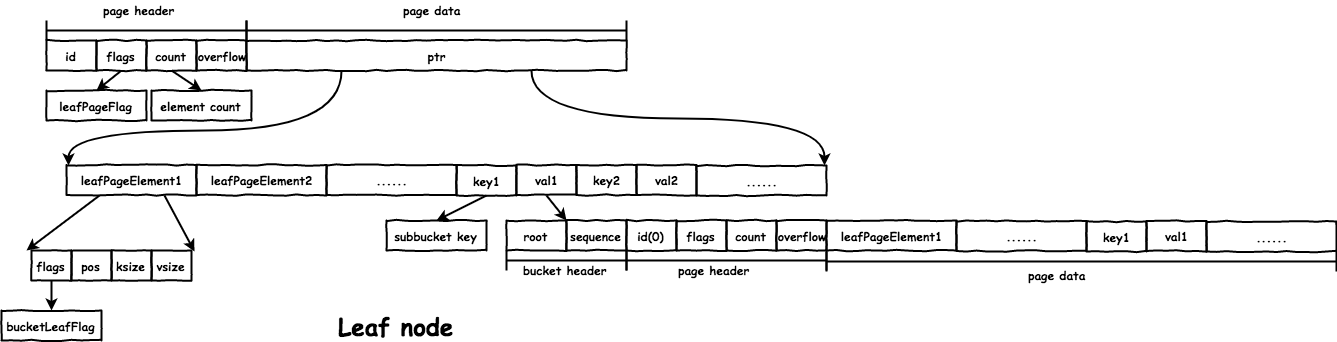 page header page data
id flags count overflow ptr
leafPageFlag element count
leafPageElement1 leafPageElement2 ...... key1 val1 key2 val2 ......
subbucket key root sequence id(0) flags count overflow leafPageElement1 ...... key1 val1 ......
flags pos ksize vsize bucket header page header page data
bucketLeafFlag Leaf node